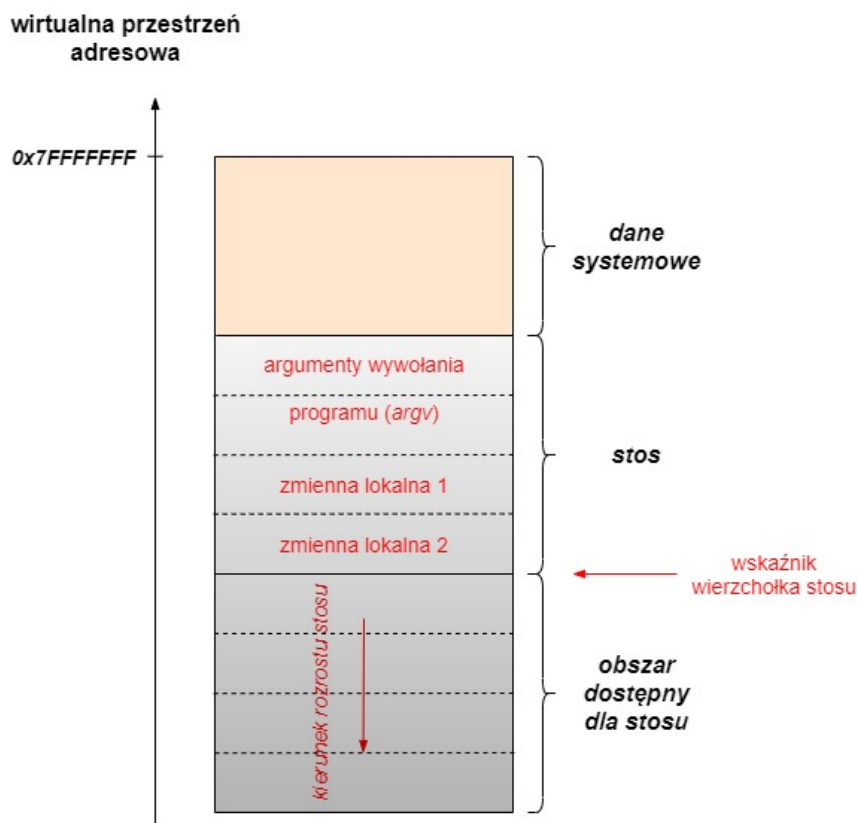 wirtualna przestrzeń
adresowa
0x7FFFFFFF
dane
systemowe
argumenty wywołania
programu (argv)
stos
zmienna lokalna 1
zmienna lokalna 2
wskaźnik
wierzchołka stosu
kierunek rozrostu stosu
obszar
dostępny
dla stosu